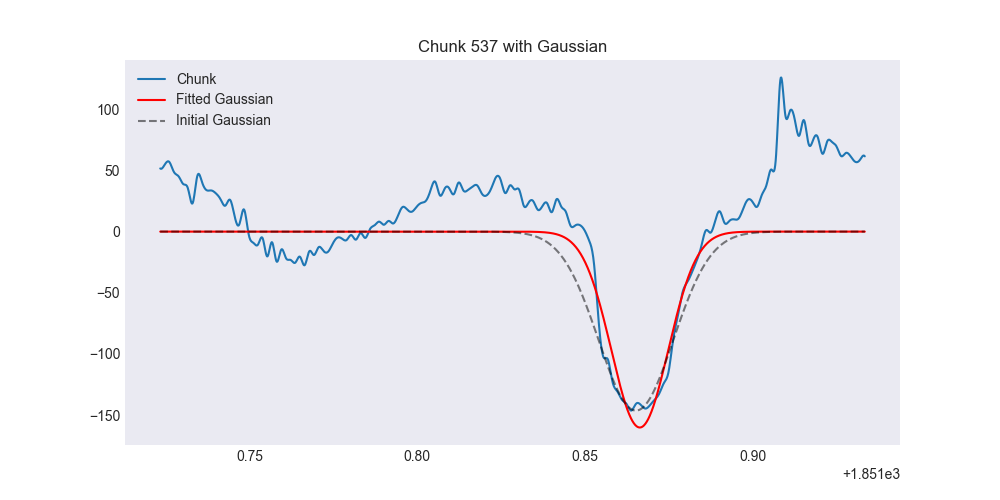 Chunk 537 with Gaussian
Chunk
Fitted Gaussian
Initial Gaussian
100
50
0
−50
−100
−150
0.75
0.80
0.85
0.90
+1.851e3